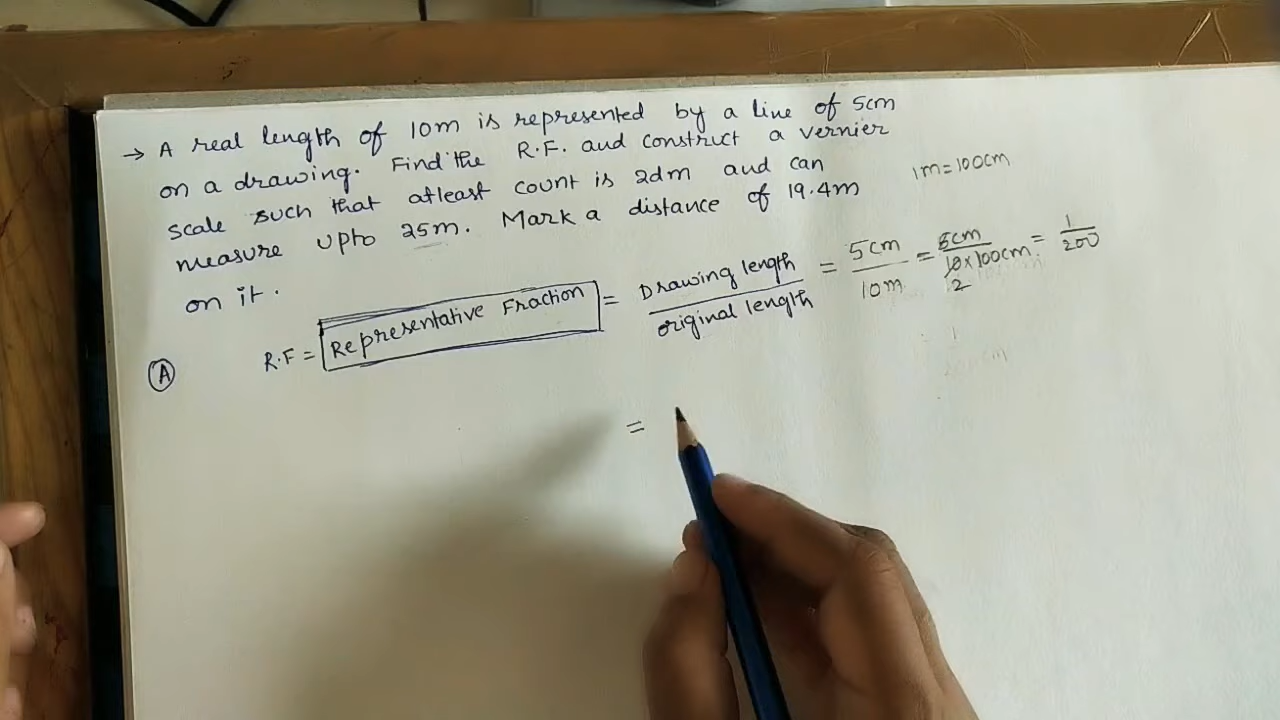 → A real length of 10m is represented by a line of 5cm
on a drawing. Find the R.F. and construct a vernier
scale such that atleast count is 2dm and can
measure upto 25m. Mark a distance of 19.4m
on it.
1m=100cm
Ⓐ R.F = Representative Fraction = Drawing length / original length = 5cm / 10m = 5cm / 10×100cm = 1 / 200
2
=